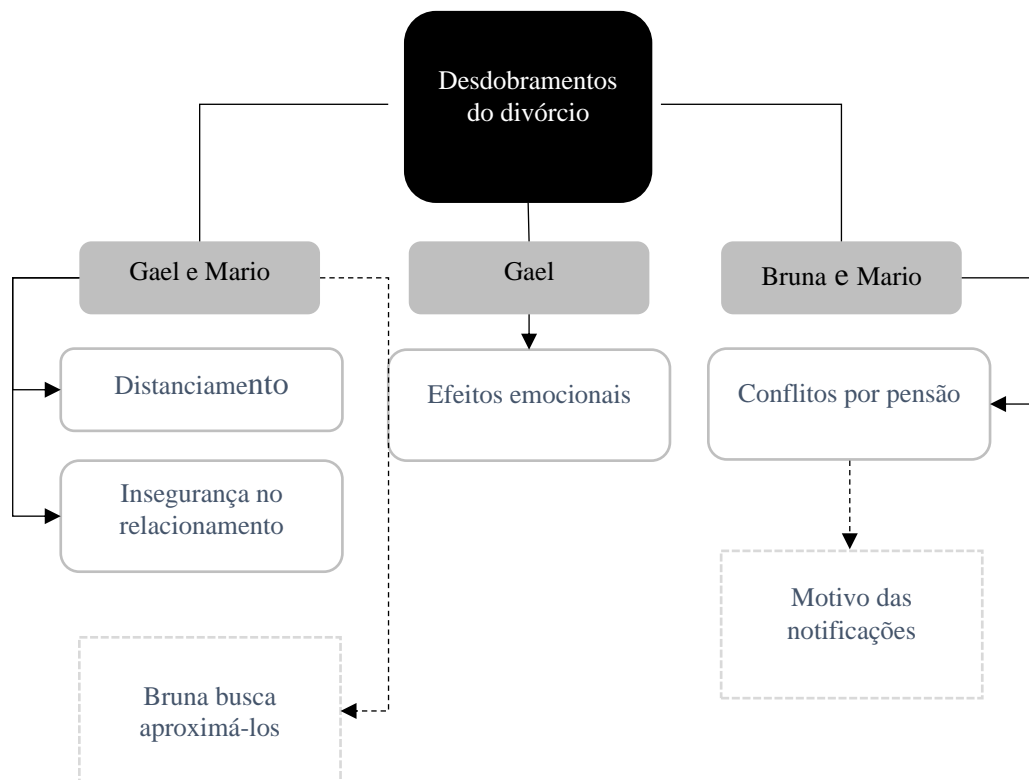 Desdobramentos
do divórcio
Gael e Mario
Gael
Bruna e Mario
Distanciamento
Efeitos emocionais
Conflitos por pensão
Insegurança no
relacionamento
Motivo das
notificações
Bruna busca
aproximá-los